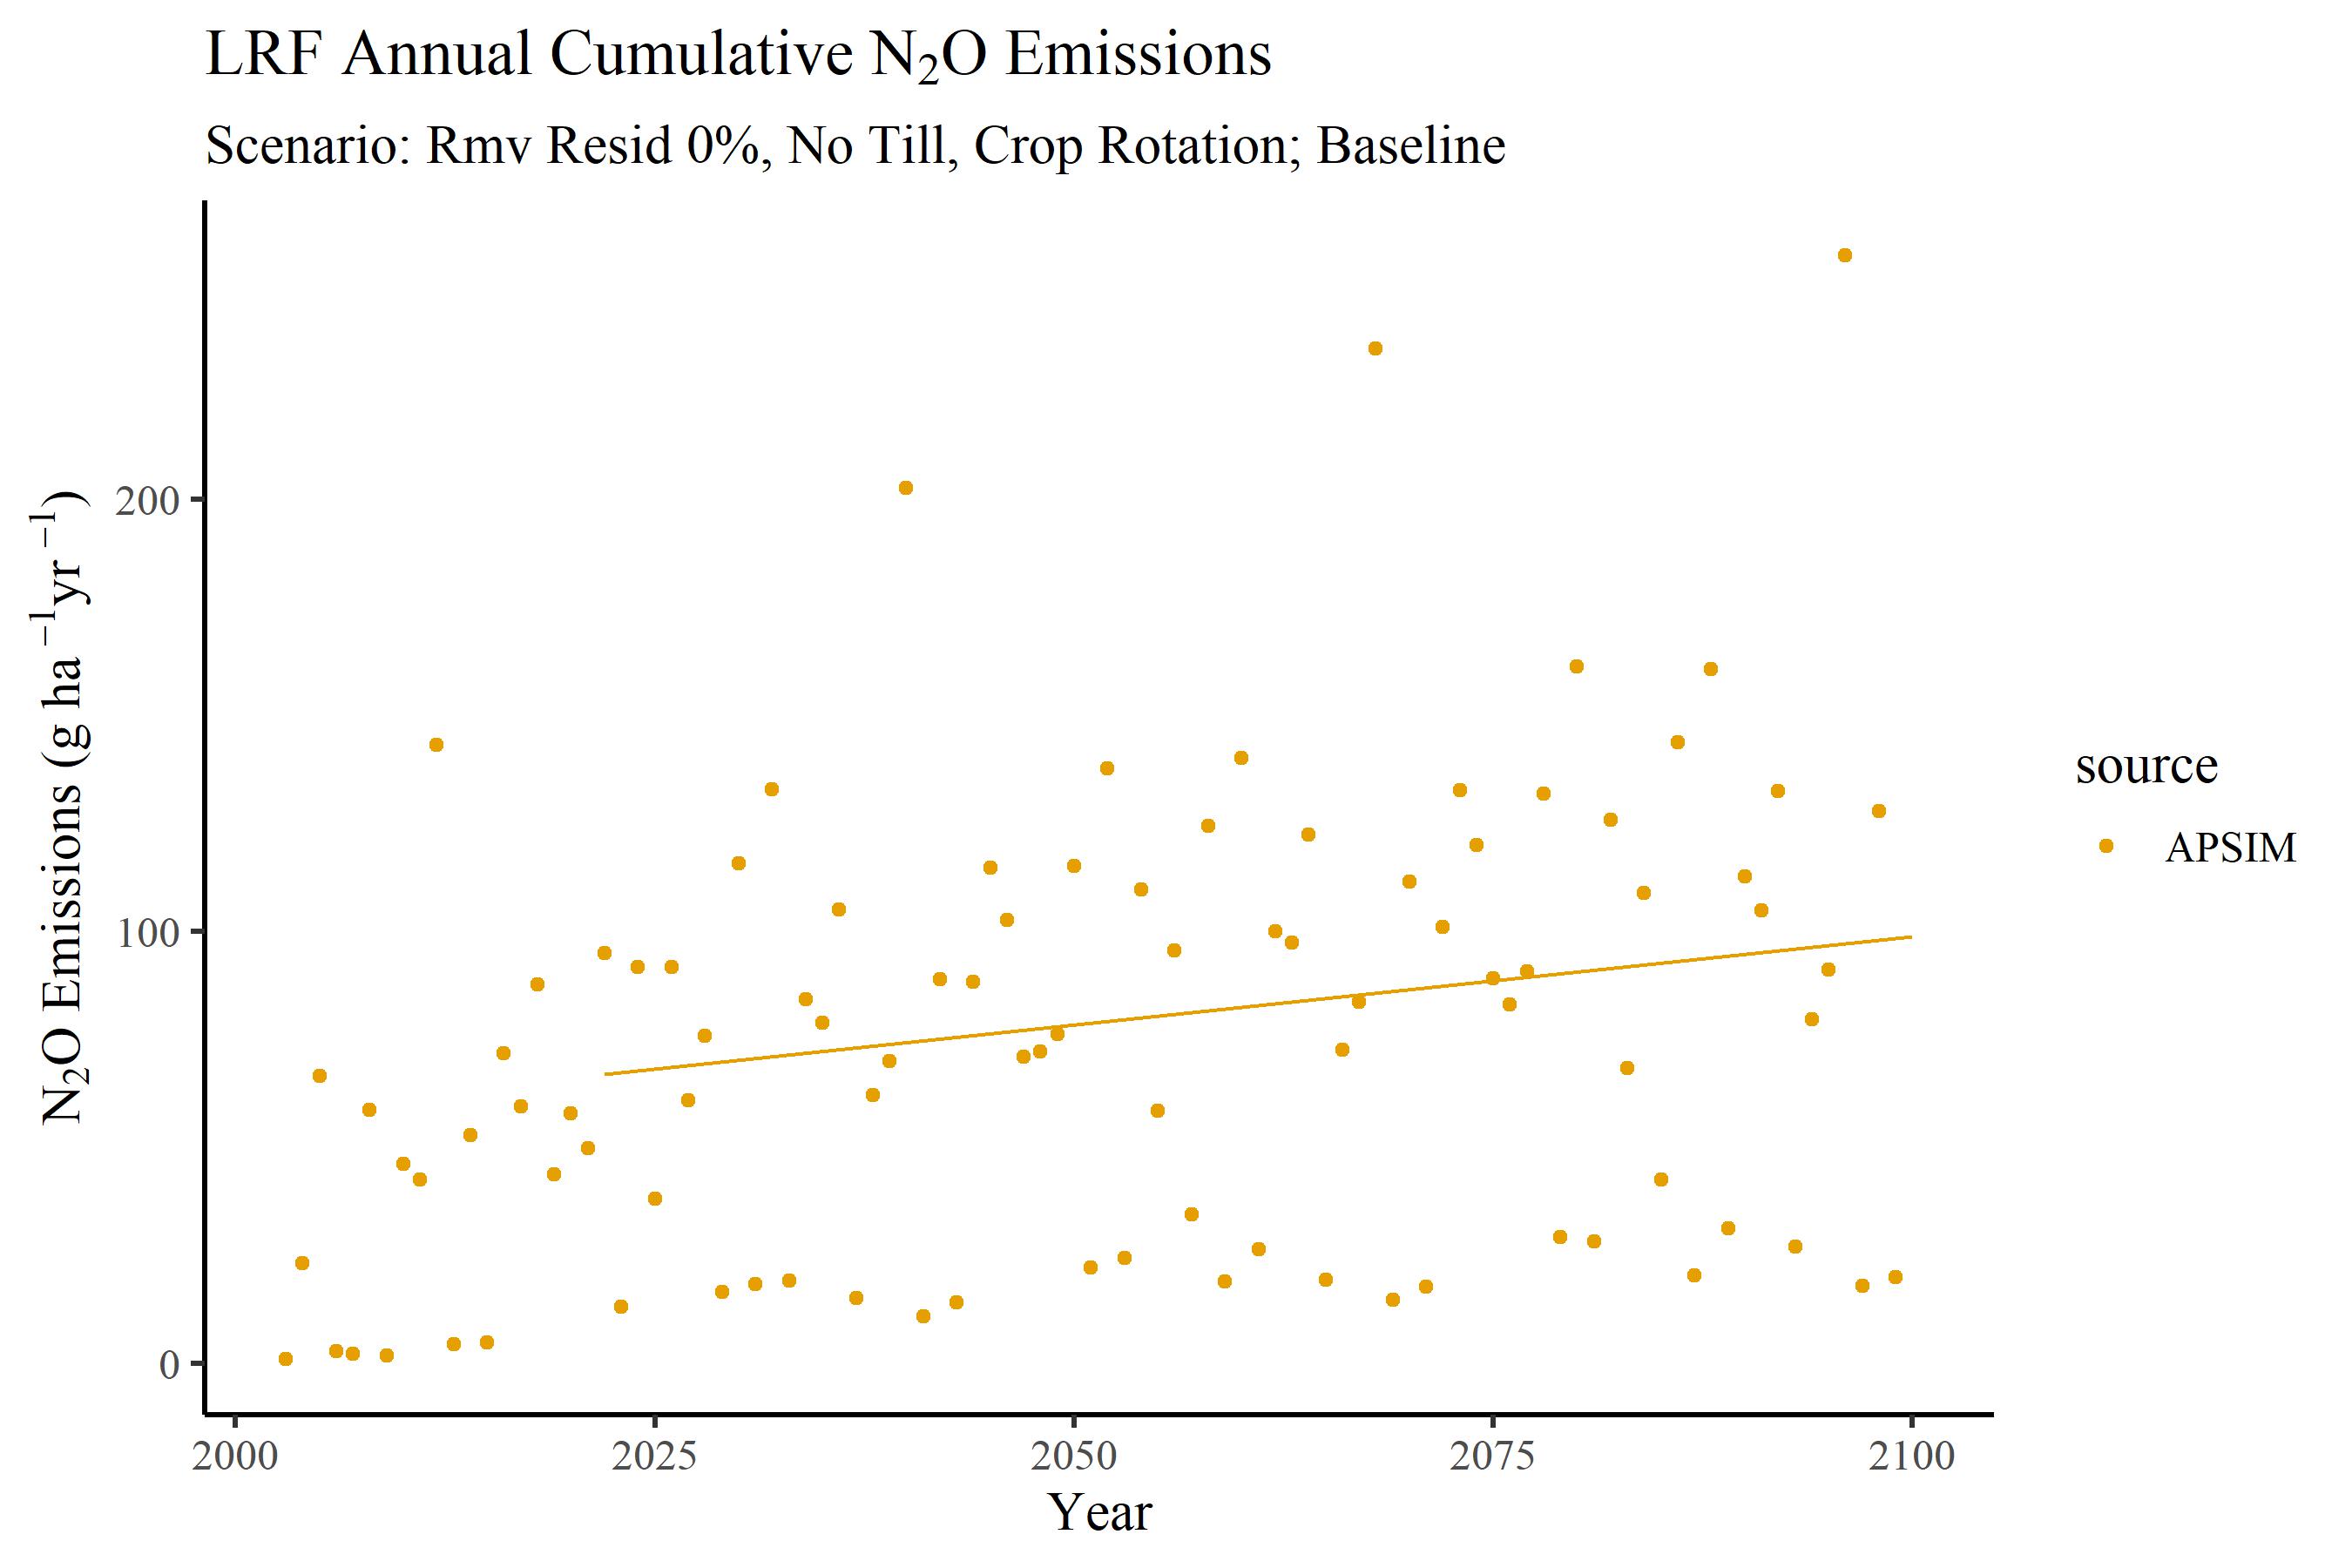 LRF Annual Cumulative N₂O Emissions
Scenario: Rmv Resid 0%, No Till, Crop Rotation; Baseline
N₂O Emissions (g ha ⁻¹yr ⁻¹)
200
100
0
2000 2025 2050 2075 2100
Year
source
APSIM